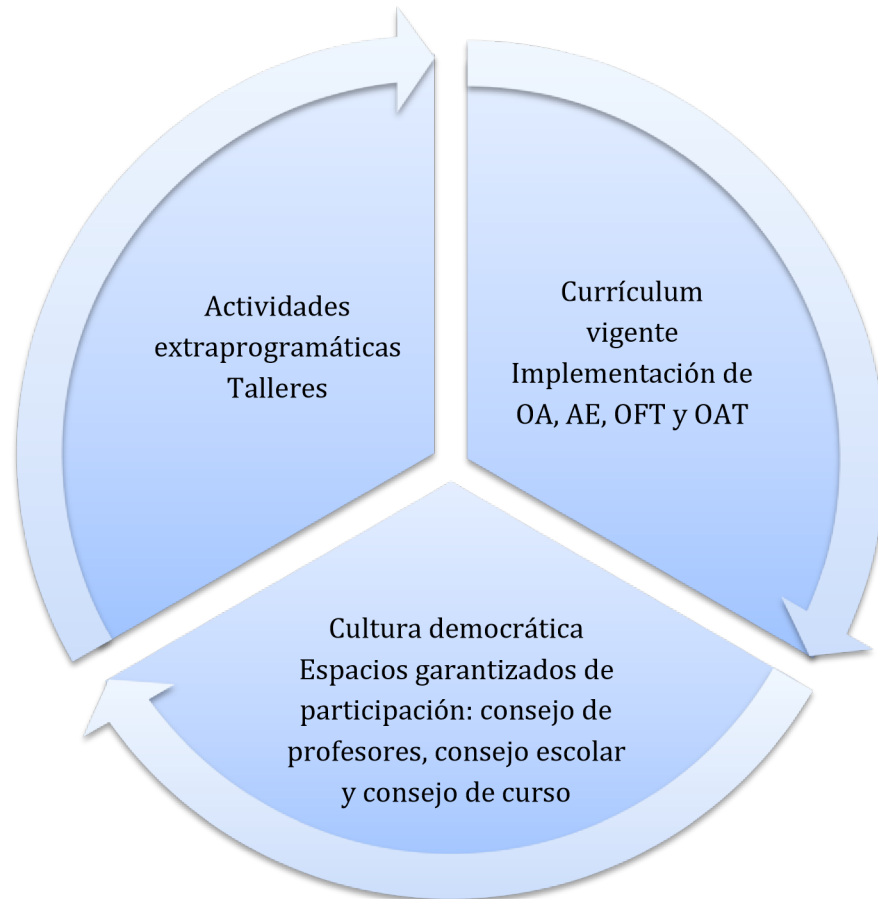 Actividades
extraprogramáticas
Talleres
Currículum
vigente
Implementación de
OA, AE, OFT y OAT
Cultura democrática
Espacios garantizados de
participación: consejo de
profesores, consejo escolar
y consejo de curso